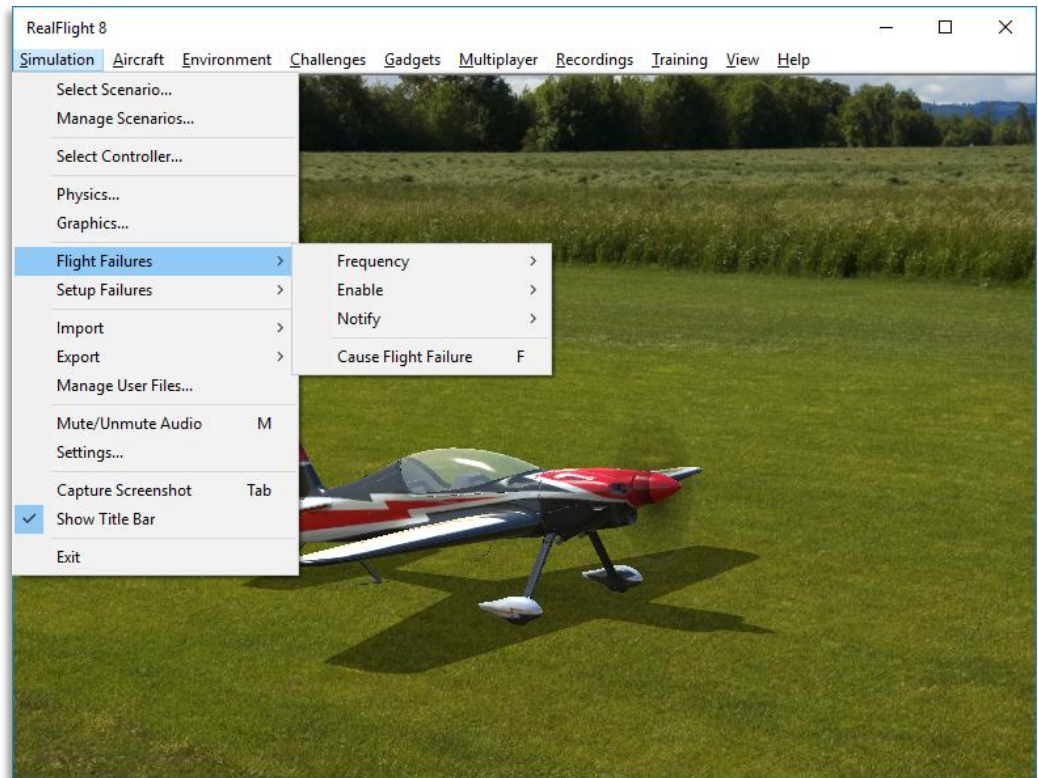 RealFlight 8
Simulation Aircraft Environment Challenges Gadgets Multiplayer Recordings Training View Help
Select Scenario...
Manage Scenarios...
Select Controller...
Physics...
Graphics...
Flight Failures
Setup Failures
Import
Export
Manage User Files...
Mute/Unmute Audio M
Settings...
Capture Screenshot Tab
Show Title Bar
Exit
Frequency
Enable
Notify
Cause Flight Failure F